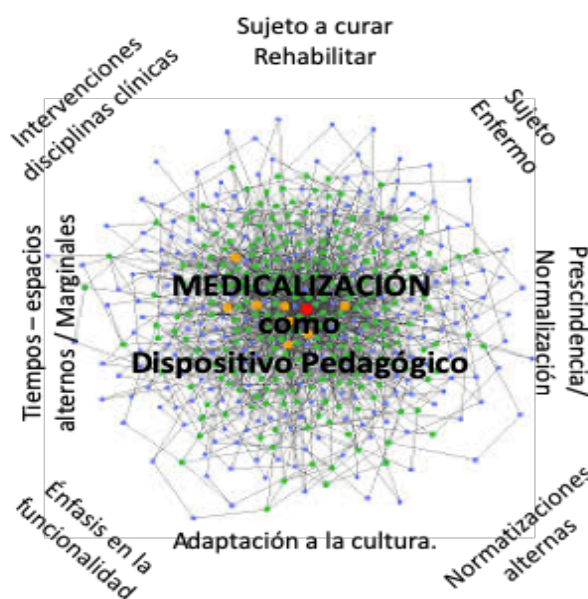 Sujeto a curar
Rehabilitar
Intervenciones
disciplinas clínicas
Sujeto
Enfermo
Tiempos – espacios
alternos / Marginales
MEDICALIZACIÓN
como
Dispositivo Pedagógico
Prescindencia/
Normalización
Énfasis en la
funcionalidad
Adaptación a la cultura.
Normatizaciones
alternas